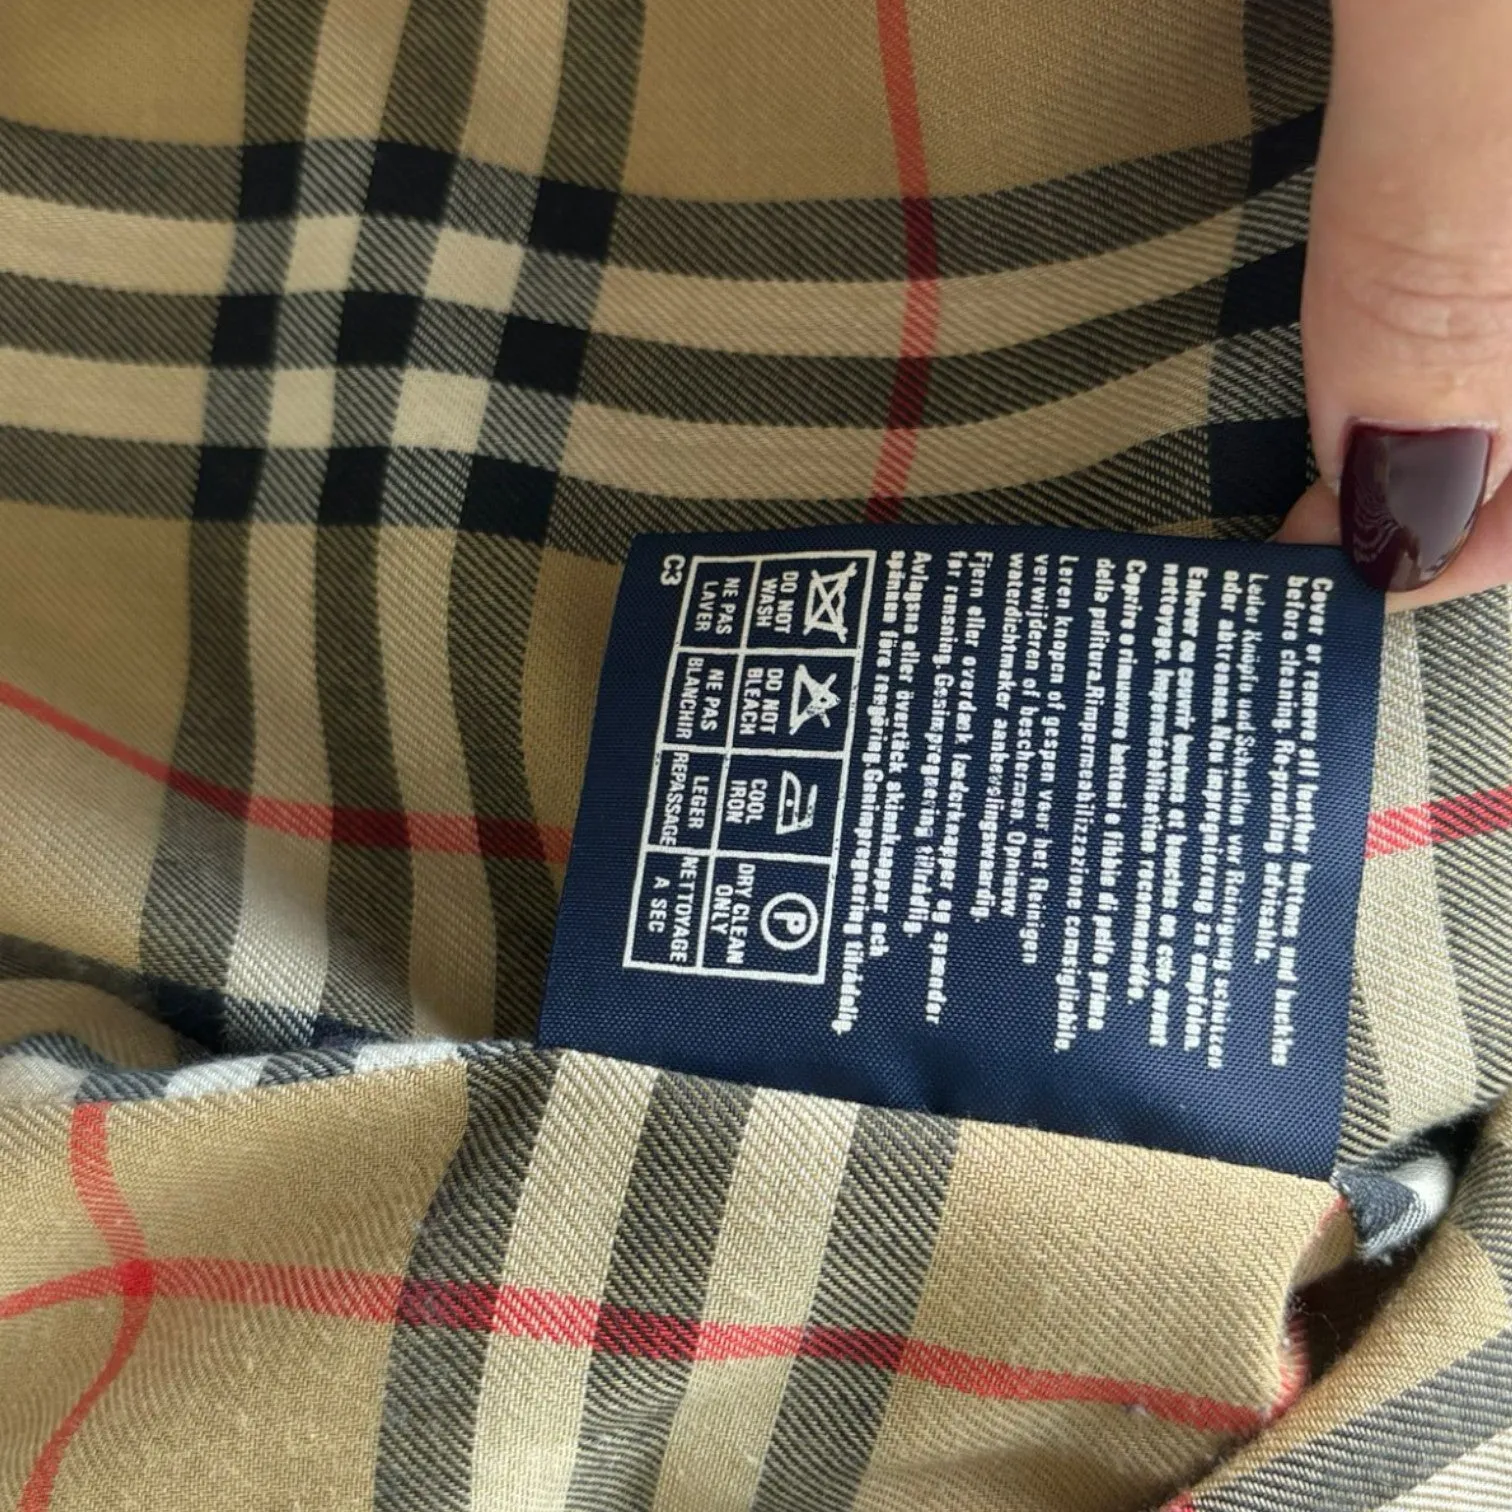 Cover or remove all leather buttons and buckles
before cleaning. Re-proofing advisable.
Leder Knöpfe und Schnallen vor Reinigung schützen
oder abtrennen. Neu imprägnierung zu empfehlen
Enlever ou couvrir boutons et boucles en cuir avant
nettoyage. Imperméabilisation recommandée.
Coprire o rimuovere bottoni e fibbie di pelle prima
della pulitura.Rimpermeabilizzazione consigliabile.
Leren knopen of gespen voor het Reinigen
verwijderen of beschermen. Opnieuw
waterdichtmaker aanbevelingswaardig
Fjern eller overdæk læderknapper og spænder
før rensning. Genimprægnering tilrådlig.
Avlägsna eller övertäck skinnknappar och
spännen före rengöring.Genimpregnering
P
DO NOT WASH
DO NOT BLEACH
COOL IRON
DRY CLEAN ONLY
NE PAS LAVER
NE PAS BLANCHIR
LEGER REPASSAGE
NETTOYAGE A SEC
C3